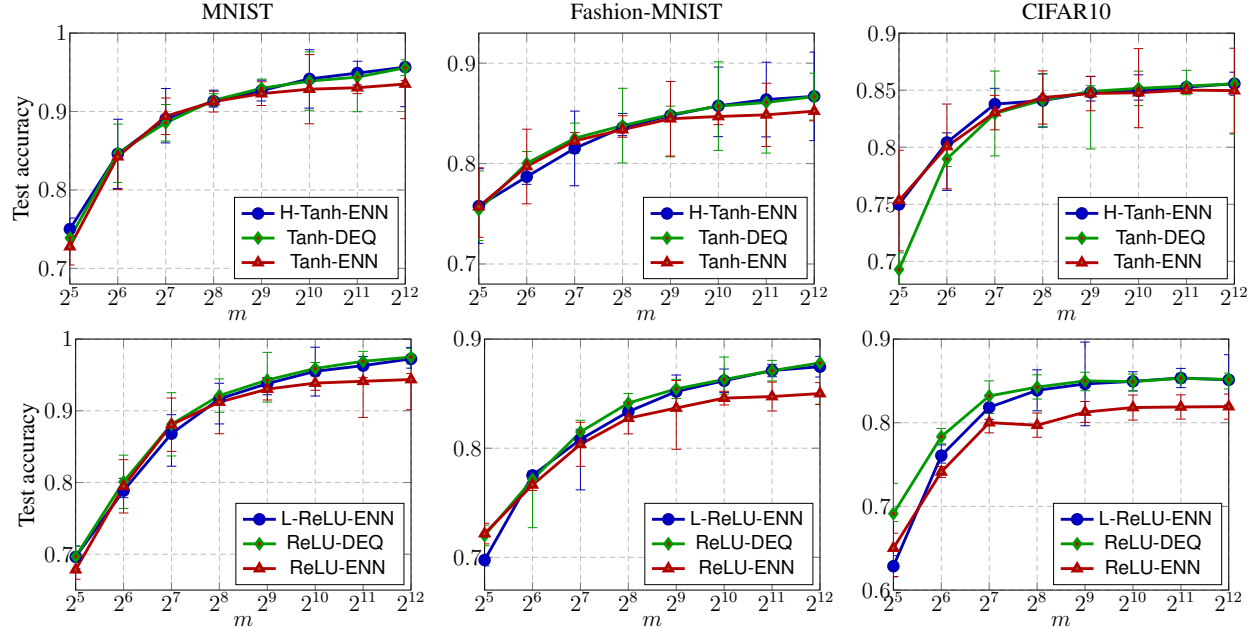 MNIST
Fashion-MNIST
CIFAR10
Test accuracy
1
0.9
0.8
0.7
2^5 2^6 2^7 2^8 2^9 2^10 2^11 2^12
m
H-Tanh-ENN
Tanh-DEQ
Tanh-ENN
0.9
0.8
0.7
2^5 2^6 2^7 2^8 2^9 2^10 2^11 2^12
m
H-Tanh-ENN
Tanh-DEQ
Tanh-ENN
0.9
0.85
0.8
0.75
0.7
2^5 2^6 2^7 2^8 2^9 2^10 2^11 2^12
m
H-Tanh-ENN
Tanh-DEQ
Tanh-ENN
Test accuracy
1
0.9
0.8
0.7
2^5 2^6 2^7 2^8 2^9 2^10 2^11 2^12
m
L-ReLU-ENN
ReLU-DEQ
ReLU-ENN
0.9
0.8
0.7
2^5 2^6 2^7 2^8 2^9 2^10 2^11 2^12
m
L-ReLU-ENN
ReLU-DEQ
ReLU-ENN
0.9
0.8
0.7
0.6
2^5 2^6 2^7 2^8 2^9 2^10 2^11 2^12
m
L-ReLU-ENN
ReLU-DEQ
ReLU-ENN